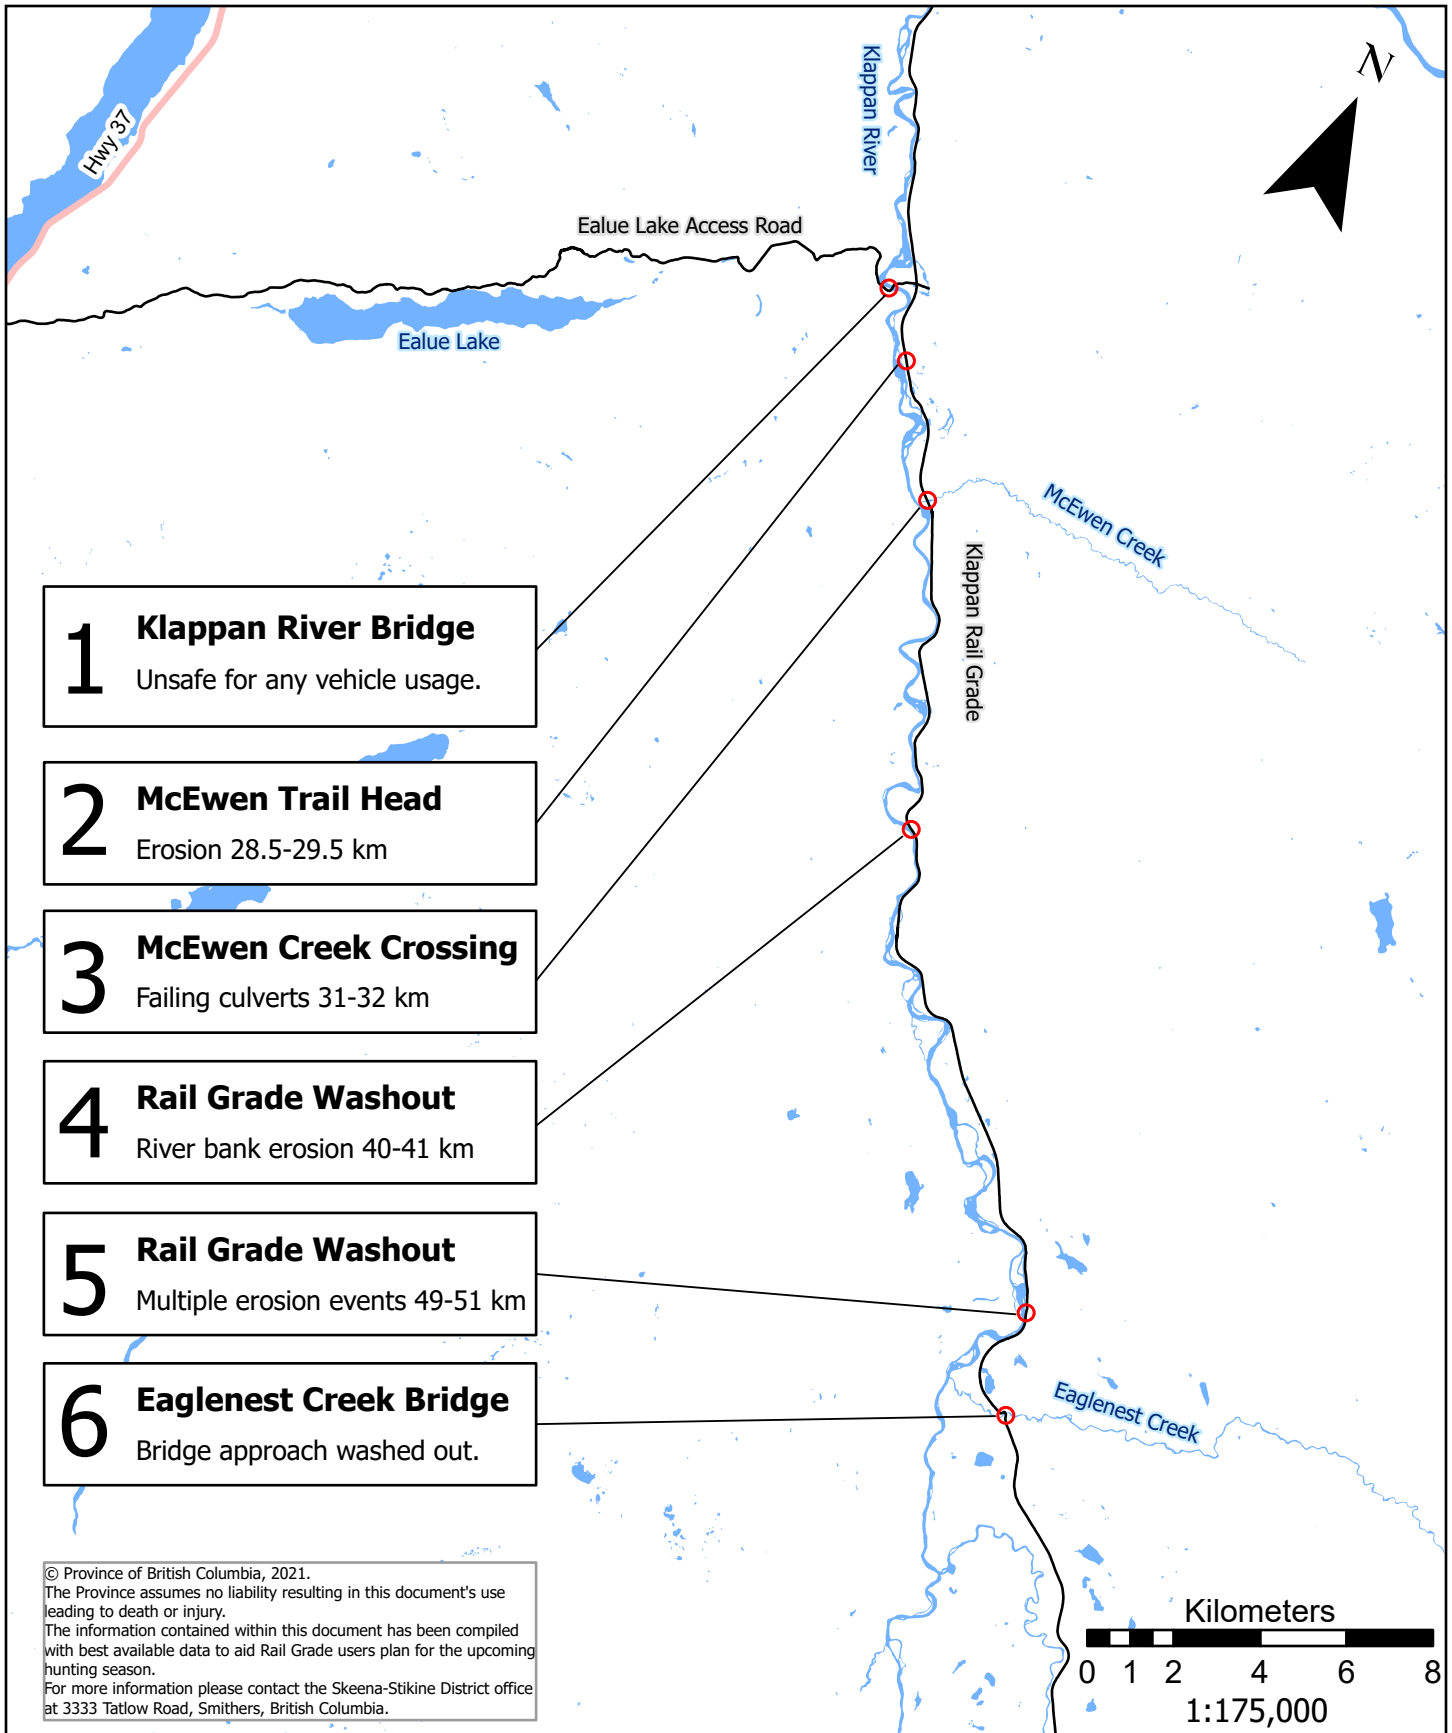 N
Hwy 37
Klappan River
Ealue Lake Access Road
Ealue Lake
McEwen Creek
Klappan Rail Grade
1
Klappan River Bridge
Unsafe for any vehicle usage.
2
McEwen Trail Head
Erosion 28.5-29.5 km
3
McEwen Creek Crossing
Failing culverts 31-32 km
4
Rail Grade Washout
River bank erosion 40-41 km
5
Rail Grade Washout
Multiple erosion events 49-51 km
6
Eaglenest Creek Bridge
Bridge approach washed out.
Eaglenest Creek
© Province of British Columbia, 2021.
The Province assumes no liability resulting in this document's use
leading to death or injury.
The information contained within this document has been compiled
with best available data to aid Rail Grade users plan for the upcoming
hunting season.
For more information please contact the Skeena-Stikine District office
at 3333 Tatlow Road, Smithers, British Columbia.
Kilometers
0 1 2 4 6 8
1:175,000